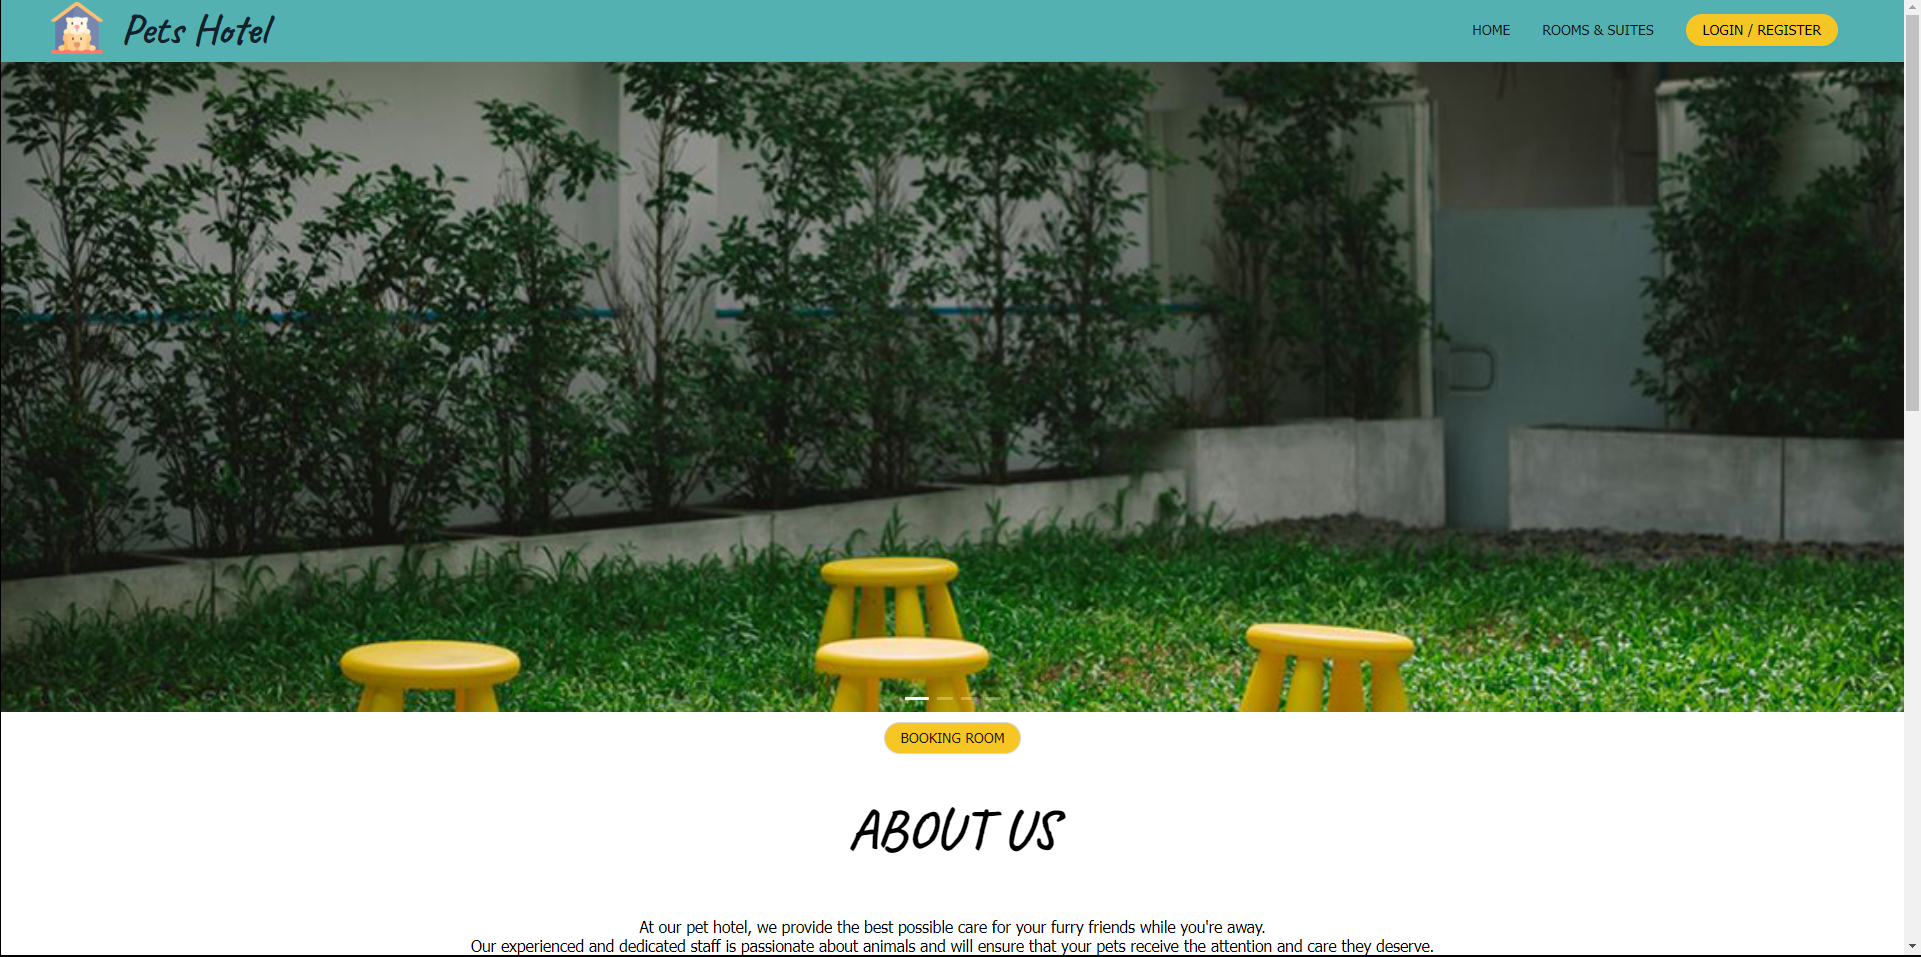 Pets Hotel
HOME
ROOMS & SUITES
LOGIN / REGISTER
BOOKING ROOM
ABOUT US
At our pet hotel, we provide the best possible care for your furry friends while you're away.
Our experienced and dedicated staff is passionate about animals and will ensure that your pets receive the attention and care they deserve.